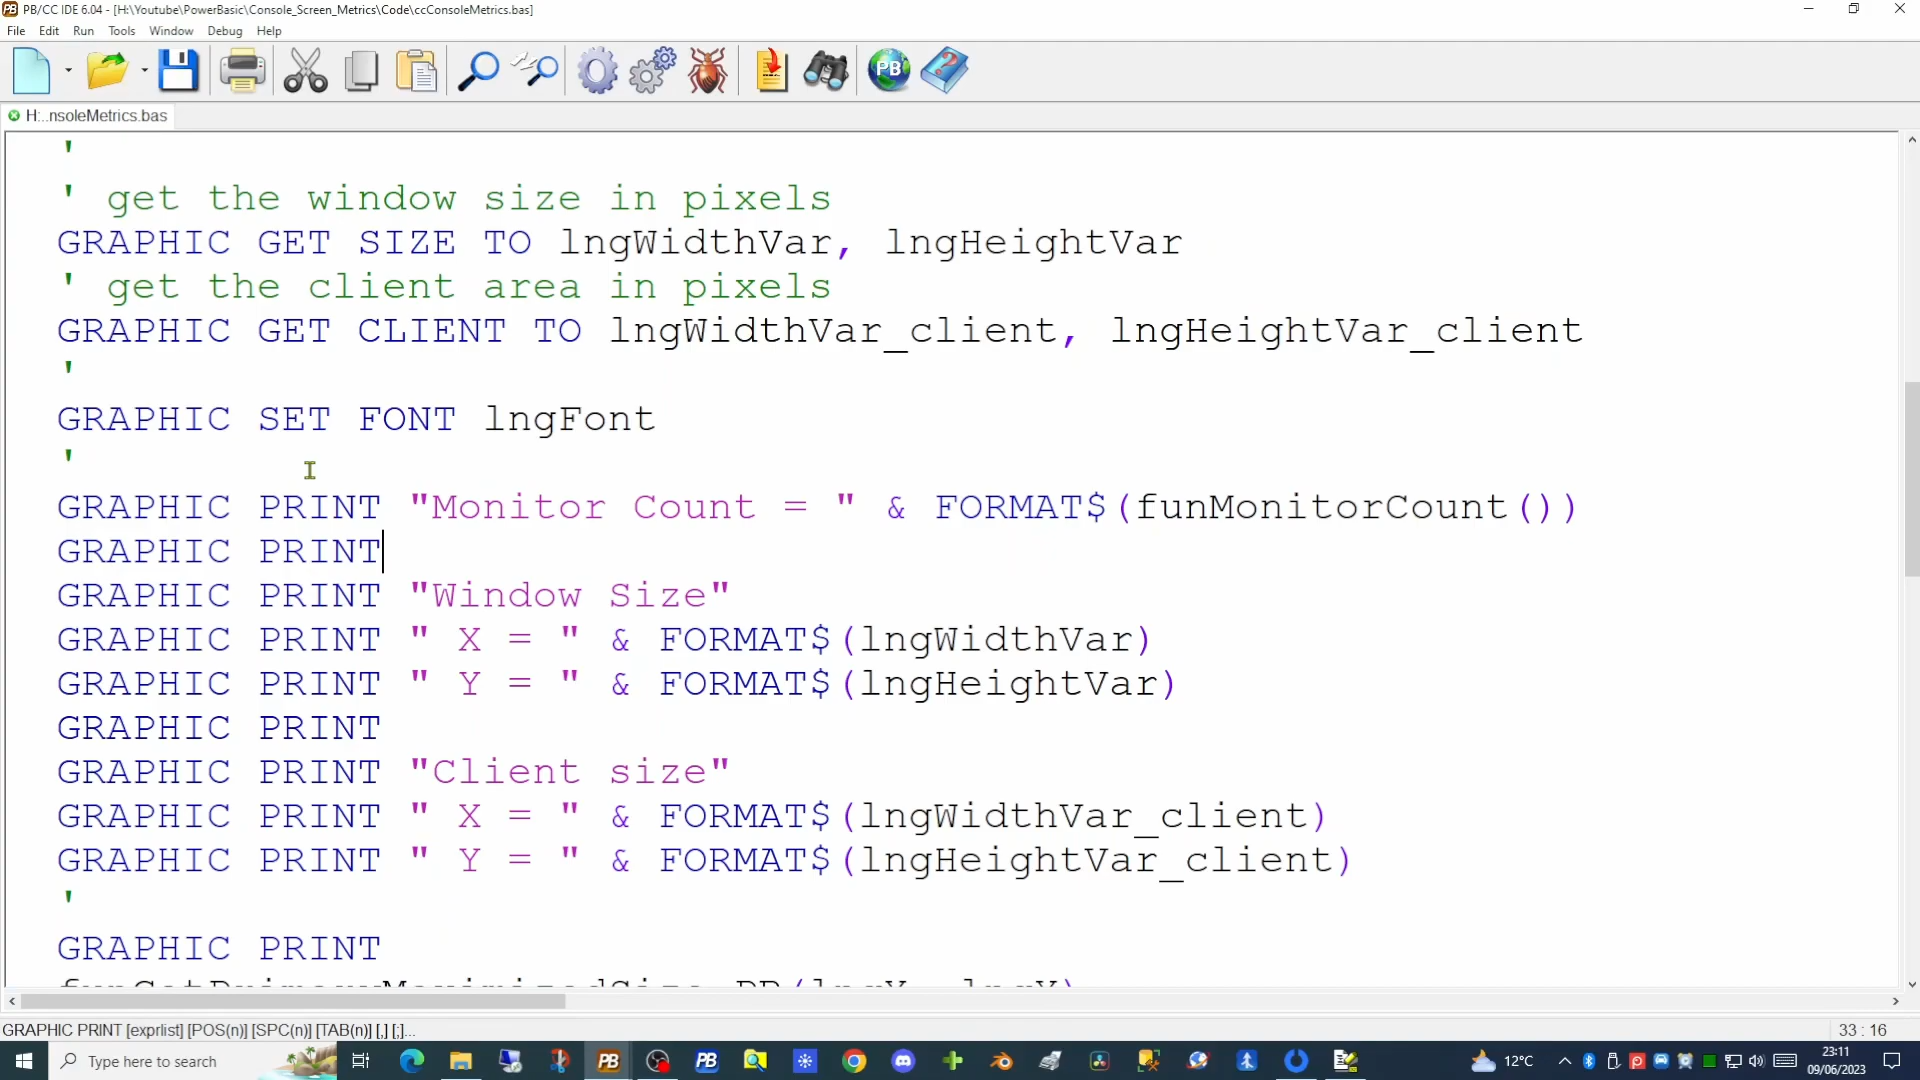 PB/CC IDE 6.04 - [H:\Youtube\PowerBasic\Console_Screen_Metrics\Code\ccConsoleMetrics.bas]
File Edit Run Tools Window Debug Help
H:..nsoleMetrics.bas
'
' get the window size in pixels
GRAPHIC GET SIZE TO lngWidthVar, lngHeightVar
' get the client area in pixels
GRAPHIC GET CLIENT TO lngWidthVar_client, lngHeightVar_client
'
GRAPHIC SET FONT lngFont
'
GRAPHIC PRINT "Monitor Count = " & FORMAT$(funMonitorCount())
GRAPHIC PRINT
GRAPHIC PRINT "Window Size"
GRAPHIC PRINT " X = " & FORMAT$(lngWidthVar)
GRAPHIC PRINT " Y = " & FORMAT$(lngHeightVar)
GRAPHIC PRINT
GRAPHIC PRINT "Client size"
GRAPHIC PRINT " X = " & FORMAT$(lngWidthVar_client)
GRAPHIC PRINT " Y = " & FORMAT$(lngHeightVar_client)
'
GRAPHIC PRINT
GRAPHIC PRINT [exprlist] [POS(n)] [SPC(n)] [TAB(n)] [,] [;]...
33 : 16
Type here to search
12°C
23:11
09/06/2023